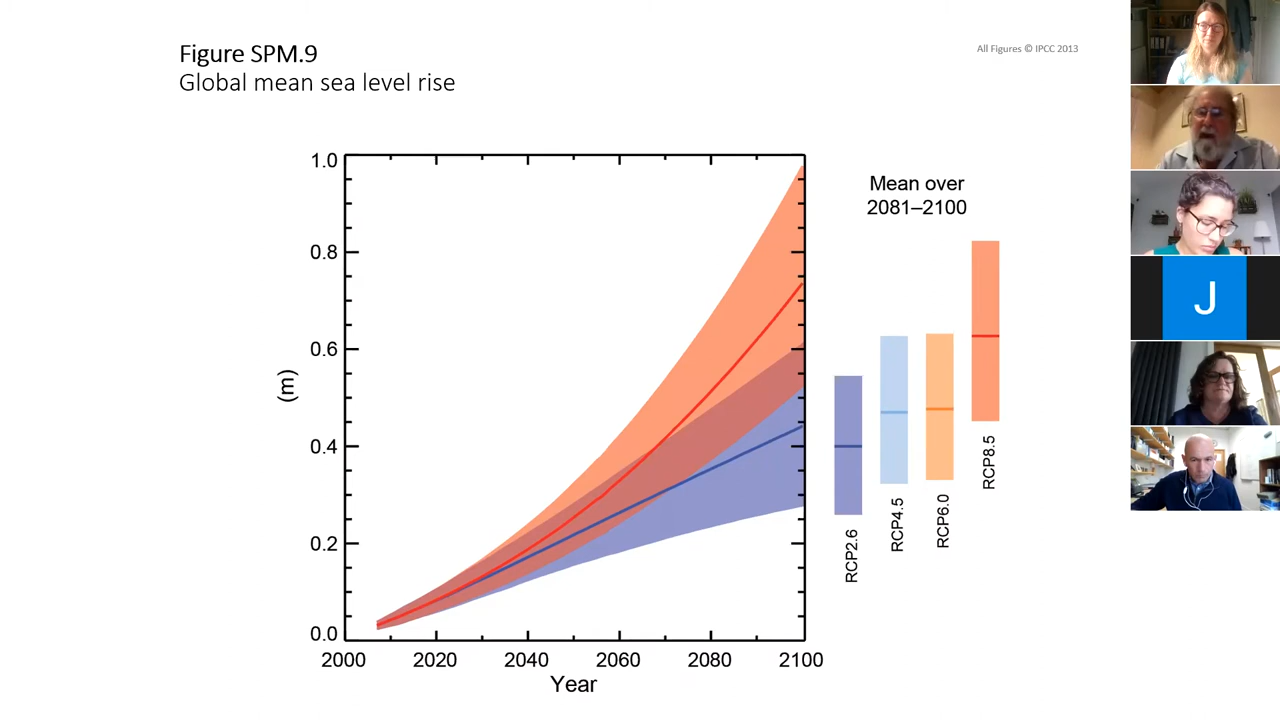 Figure SPM.9
Global mean sea level rise
All Figures © IPCC 2013
1.0
0.8
0.6
0.4
0.2
0.0
(m)
2000 2020 2040 2060 2080 2100
Year
Mean over
2081–2100
RCP2.6
RCP4.5
RCP6.0
RCP8.5
J